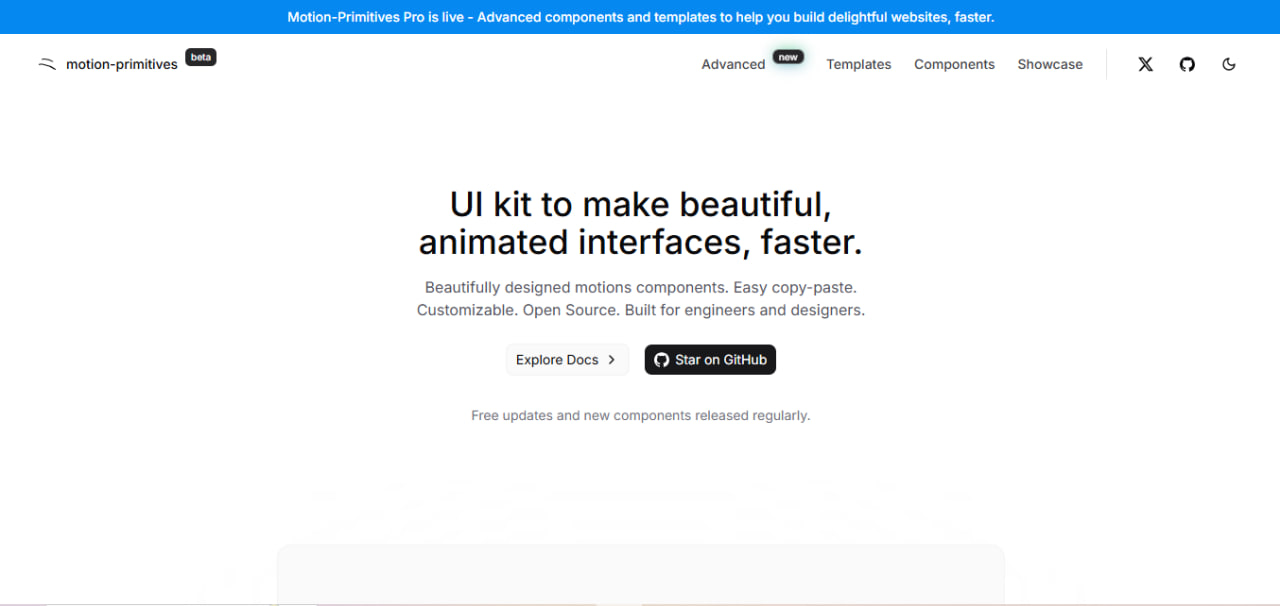 Motion-Primitives Pro is live - Advanced components and templates to help you build delightful websites, faster.
motion-primitives beta
Advanced new Templates Components Showcase
UI kit to make beautiful,
animated interfaces, faster.
Beautifully designed motions components. Easy copy-paste.
Customizable. Open Source. Built for engineers and designers.
Explore Docs
Star on GitHub
Free updates and new components released regularly.